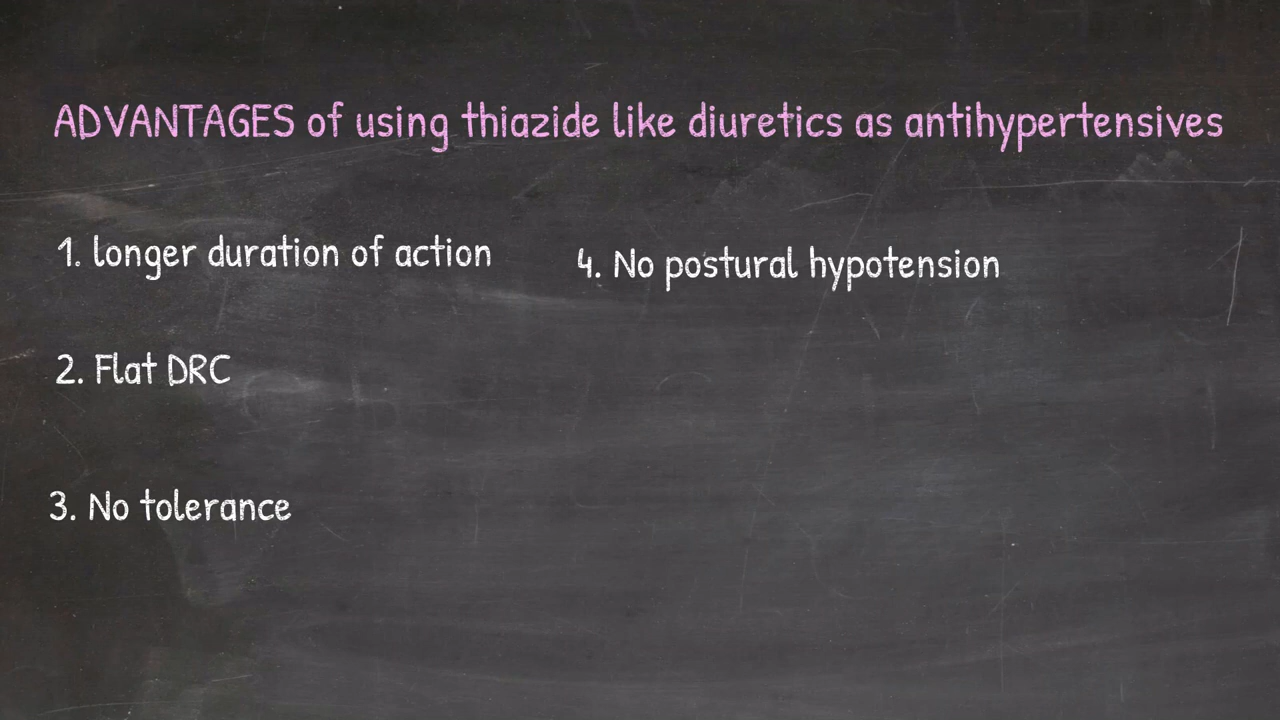 ADVANTAGES of using thiazide like diuretics as antihypertensives
1. longer duration of action
2. Flat DRC
3. No tolerance
4. No postural hypotension